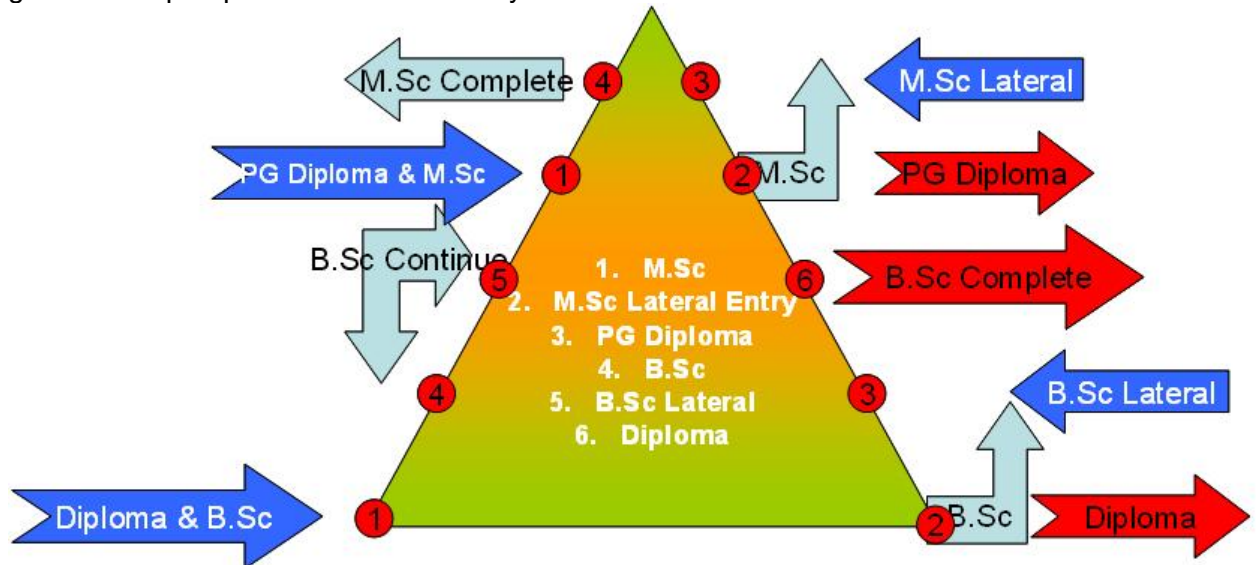 M.Sc Complete
4
3
M.Sc Lateral
PG Diploma & M.Sc
1
2
M.Sc
PG Diploma
B.Sc Continue
5
6
B.Sc Complete
1. M.Sc
2. M.Sc Lateral Entry
3. PG Diploma
4. B.Sc
5. B.Sc Lateral
6. Diploma
4
3
B.Sc Lateral
Diploma & B.Sc
1
2
B.Sc
Diploma